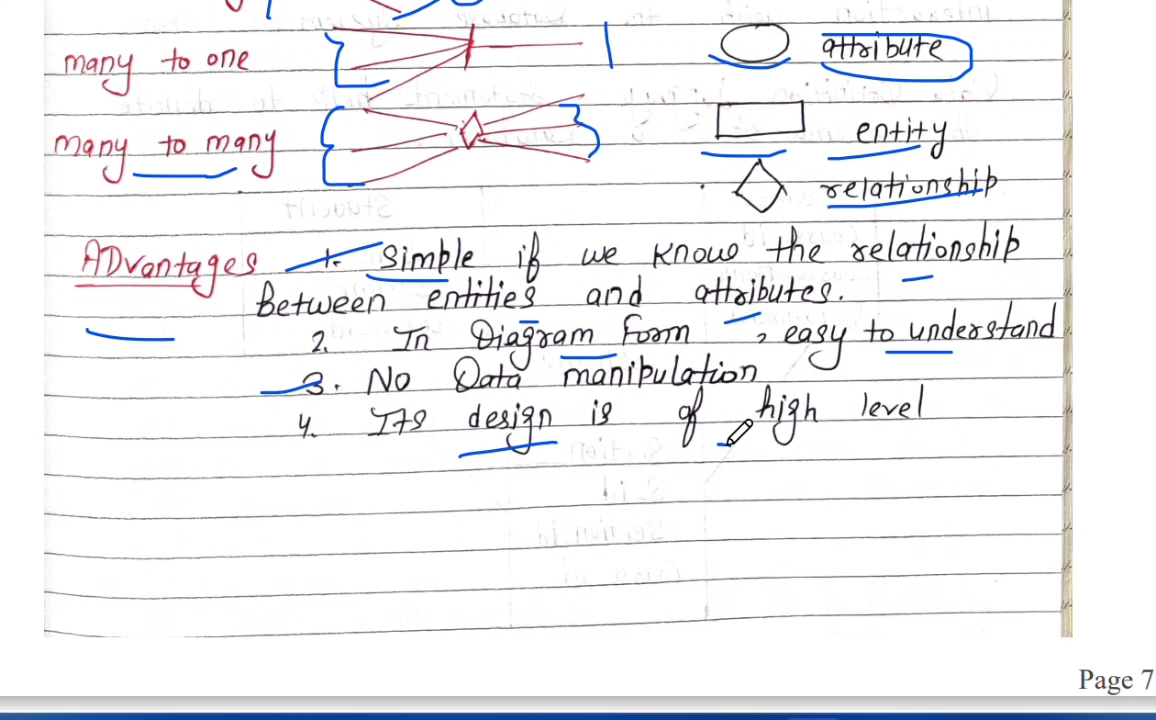 many to one
attribute
many to many
entity
relationship
ADvantages 1. Simple if we know the relationship
Between entities and attributes.
2. In Diagram Form, easy to understand
3. No Data manipulation
4. Its design is of high level
Page 7